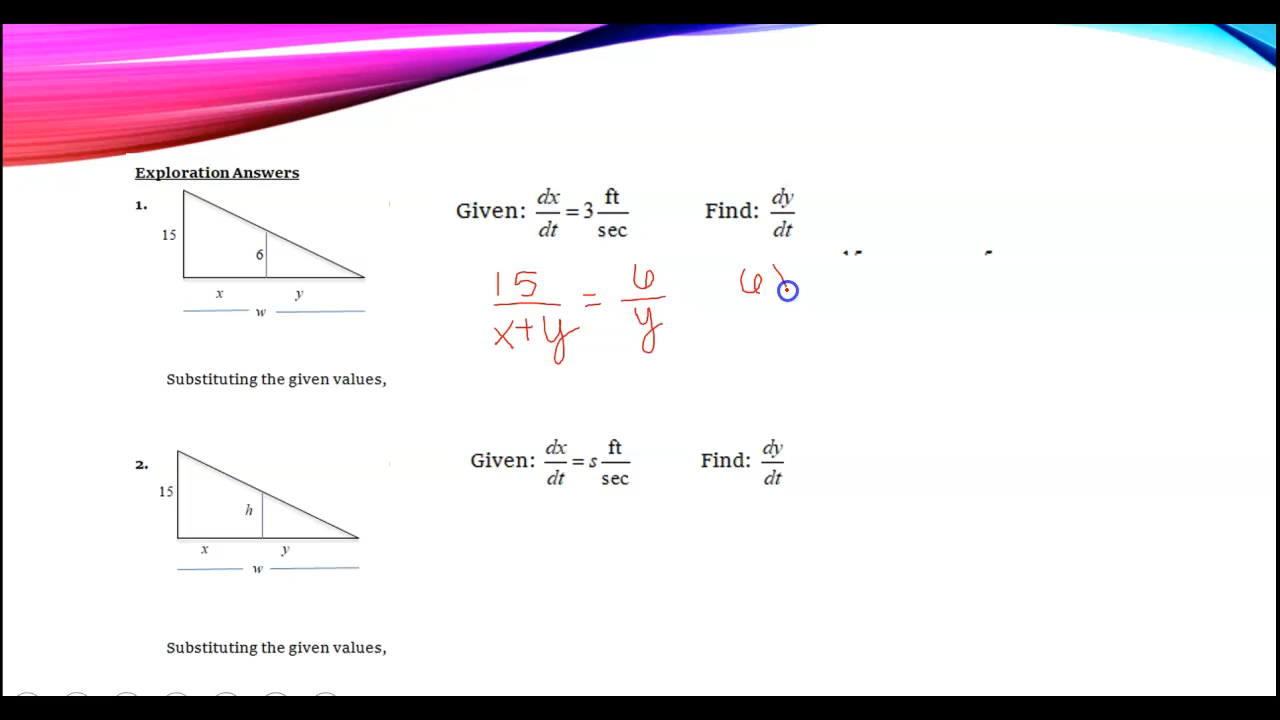 Exploration Answers
1.
15
6
x y
w
Given: dx/dt = 3 ft/sec Find: dy/dt
15/x+y = 6/y 6
Substituting the given values,
2.
15
h
x y
w
Given: dx/dt = s ft/sec Find: dy/dt
Substituting the given values,